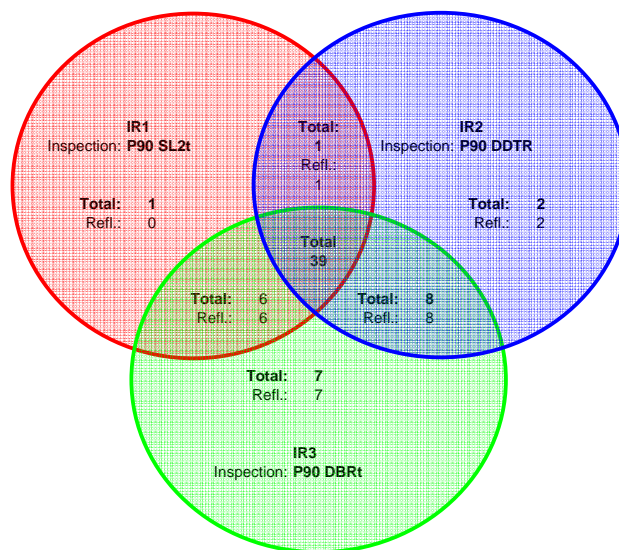 IR1
Inspection: P90 SL2t
Total: 1
Refl.: 0
Total:
1
Refl.:
1
IR2
Inspection: P90 DDTR
Total: 2
Refl.: 2
Total
39
Total: 6
Refl.: 6
Total: 8
Refl.: 8
Total: 7
Refl.: 7
IR3
Inspection: P90 DBRt